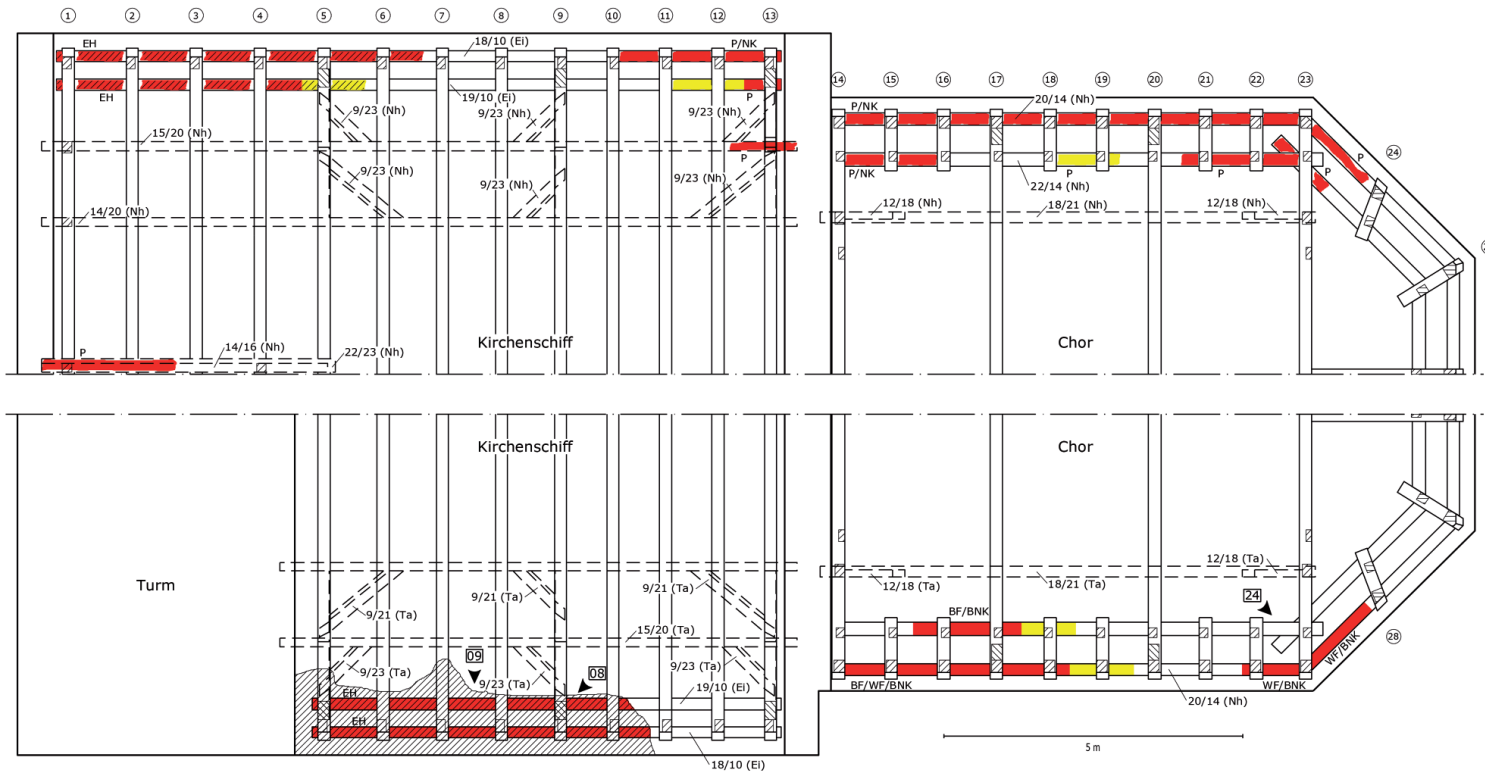 ① ② ③ ④ ⑤ ⑥ ⑦ ⑧ ⑨ ⑩ ⑪ ⑫ ⑬
EH
18/10 (Ei)
P/NK
⑭ ⑮ ⑯ ⑰ ⑱ ⑲ ⑳ ㉑ ㉒ ㉓
EH
19/10 (Ei)
P
P/NK
20/14 (Nh)
9/23 (Nh)
9/23 (Nh)
9/23 (Nh)
15/20 (Nh)
P
P
㉔
P/NK
P
P
P
22/14 (Nh)
9/23 (Nh)
9/23 (Nh)
9/23 (Nh)
14/20 (Nh)
12/18 (Nh)
18/21 (Nh)
12/18 (Nh)
P
14/16 (Nh)
22/23 (Nh)
Kirchenschiff
Chor
Kirchenschiff
Chor
Turm
9/21 (Ta)
9/21 (Ta)
9/21 (Ta)
12/18 (Ta)
18/21 (Ta)
12/18 (Ta)
15/20 (Ta)
BF/BNK
24
㉘
09
08
9/23 (Ta)
9/23 (Ta)
9/23 (Ta)
WF/BNK
EH
19/10 (Ei)
BF/WF/BNK
WF/BNK
20/14 (Nh)
EH
18/10 (Ei)
5 m